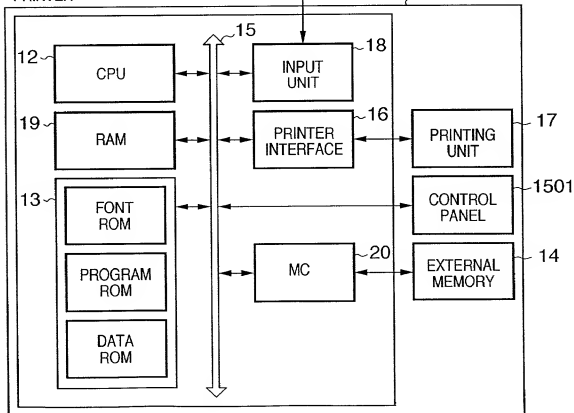 15
12
CPU
18
INPUT
UNIT
19
RAM
16
PRINTER
INTERFACE
17
PRINTING
UNIT
13
FONT
ROM
1501
CONTROL
PANEL
PROGRAM
ROM
20
MC
14
EXTERNAL
MEMORY
DATA
ROM